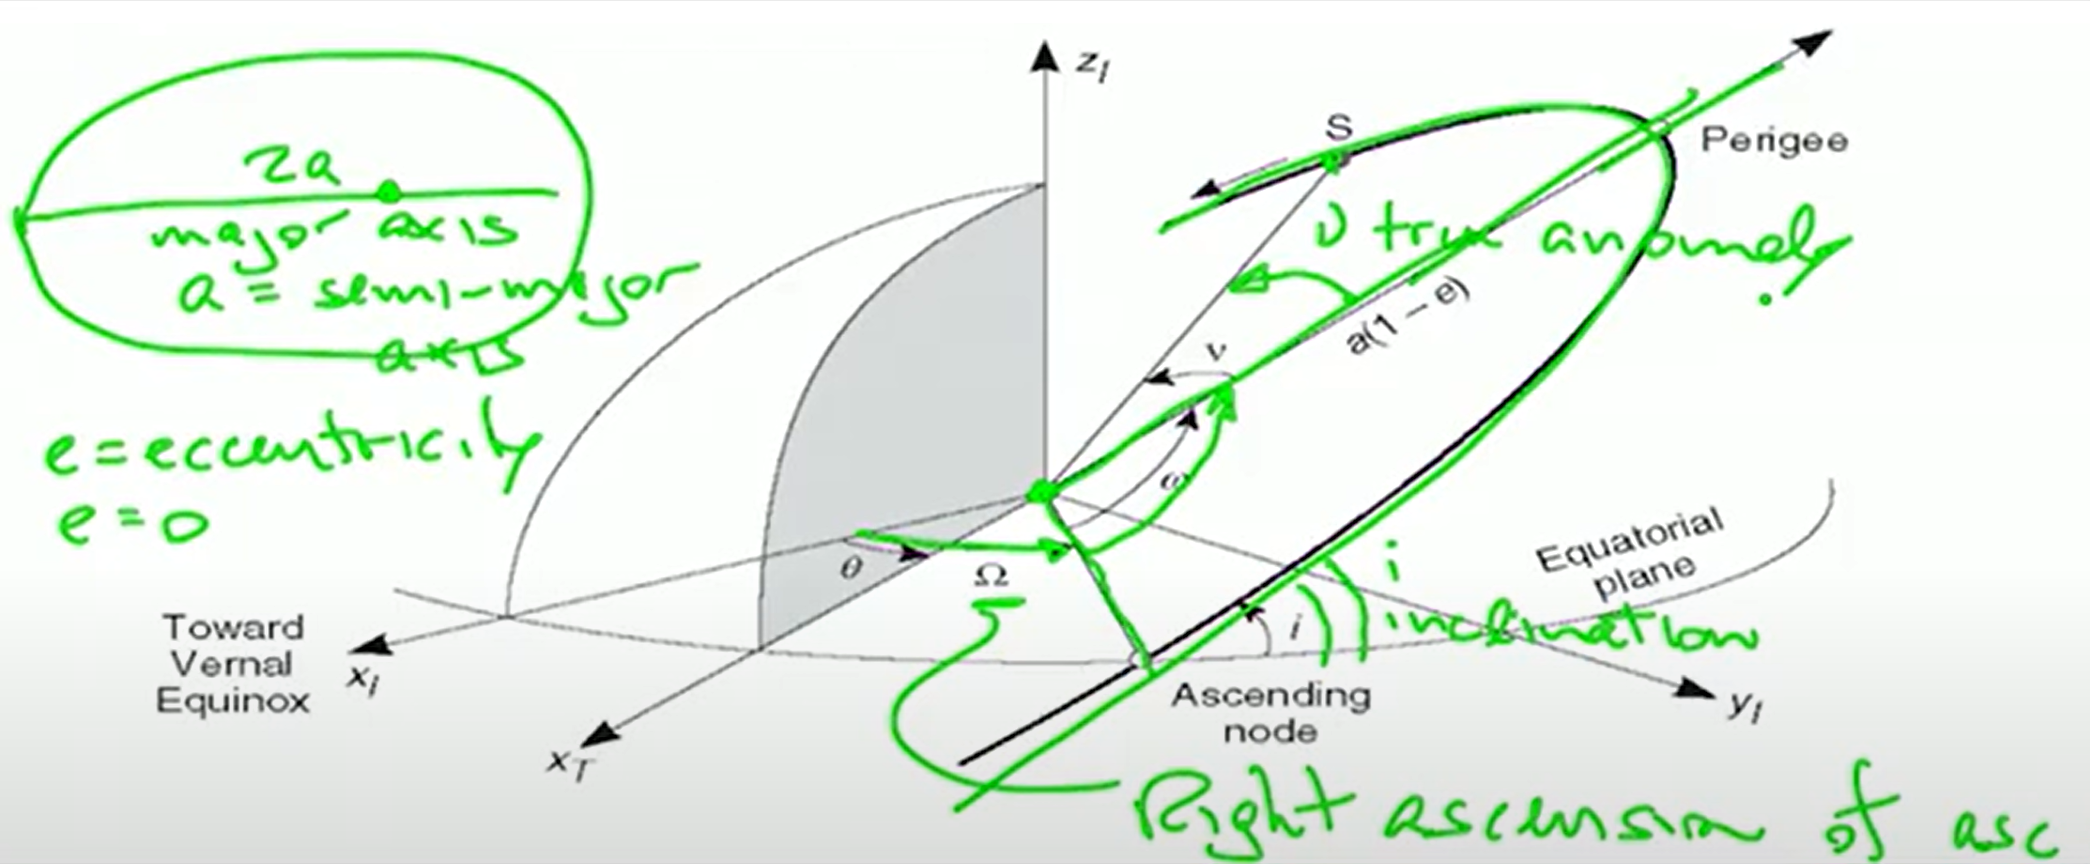 2a
major axis
a = semi-major
axis
e = eccentricity
e = 0
z_I
S
Perigee
ν true anomaly
a(1 – e)
ν
ω
θ
Ω
i
i
inclination
Equatorial
plane
Toward
Vernal
Equinox
x_I
x_T
Ascending
node
y_I
Right ascension of asc